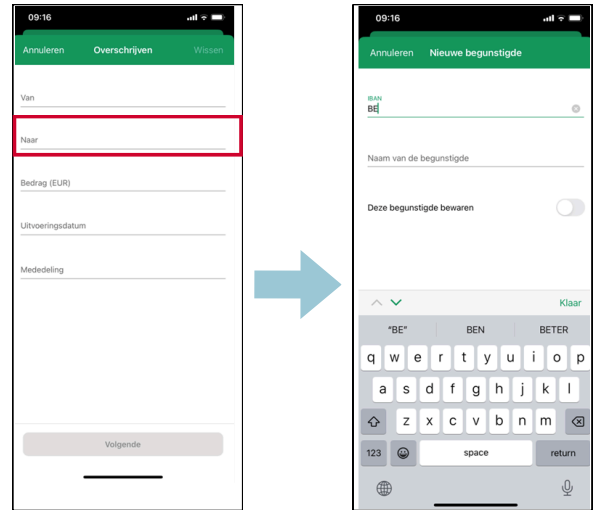 09:16
Annuleren Overschrijven Wissen
Van
Naar
Bedrag (EUR)
Uitvoeringsdatum
Mededeling
Volgende
09:16
Annuleren Nieuwe begunstigde
IBAN
BE
Naam van de begunstigde
Deze begunstigde bewaren
Klaar
“BE” BEN BETER
q w e r t y u i o p
a s d f g h j k l
z x c v b n m
123 space return